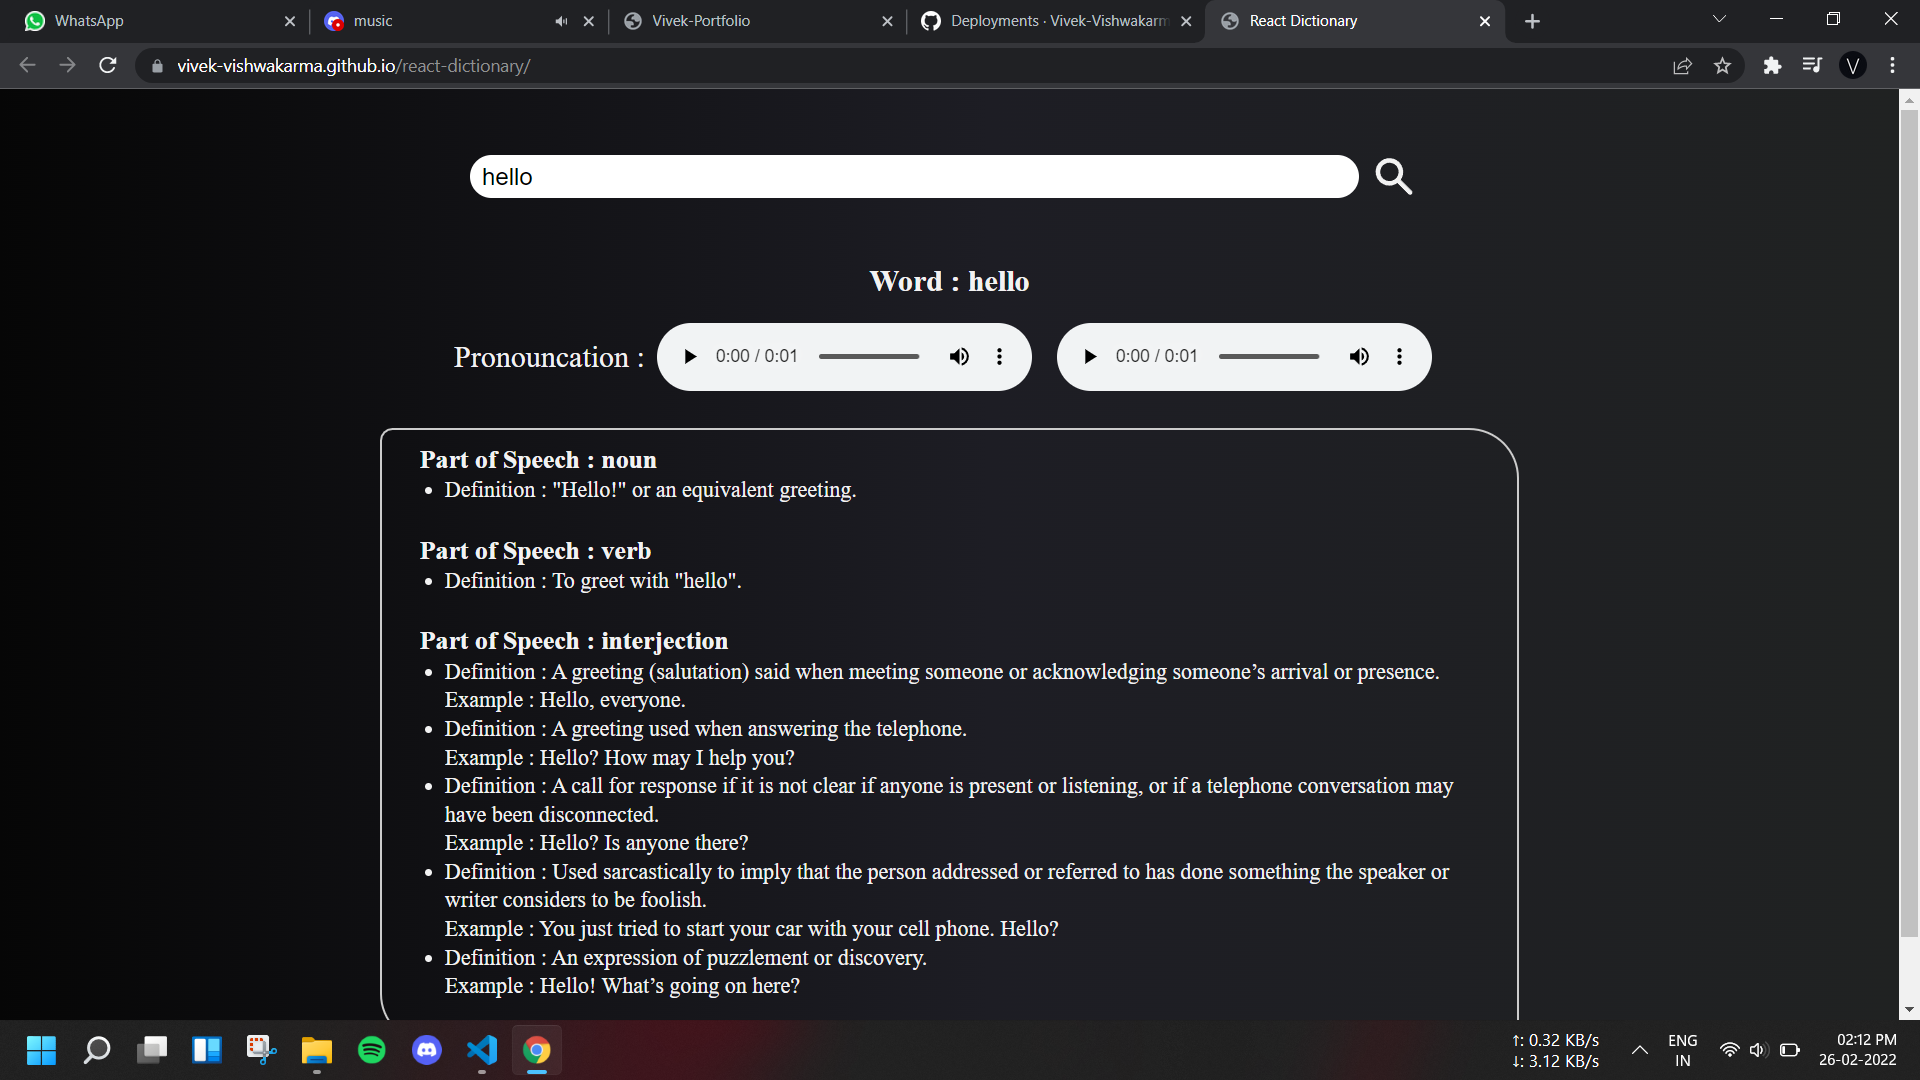 WhatsApp
music
Vivek-Portfolio
Deployments · Vivek-Vishwakarm
React Dictionary
vivek-vishwakarma.github.io/react-dictionary/
V
hello
Word : hello
Pronouncation :
0:00 / 0:01
0:00 / 0:01
Part of Speech : noun
• Definition : "Hello!" or an equivalent greeting.
Part of Speech : verb
• Definition : To greet with "hello".
Part of Speech : interjection
• Definition : A greeting (salutation) said when meeting someone or acknowledging someone’s arrival or presence.
Example : Hello, everyone.
• Definition : A greeting used when answering the telephone.
Example : Hello? How may I help you?
• Definition : A call for response if it is not clear if anyone is present or listening, or if a telephone conversation may
have been disconnected.
Example : Hello? Is anyone there?
• Definition : Used sarcastically to imply that the person addressed or referred to has done something the speaker or
writer considers to be foolish.
Example : You just tried to start your car with your cell phone. Hello?
• Definition : An expression of puzzlement or discovery.
Example : Hello! What’s going on here?
↑: 0.32 KB/s
↓: 3.12 KB/s
ENG
IN
02:12 PM
26-02-2022